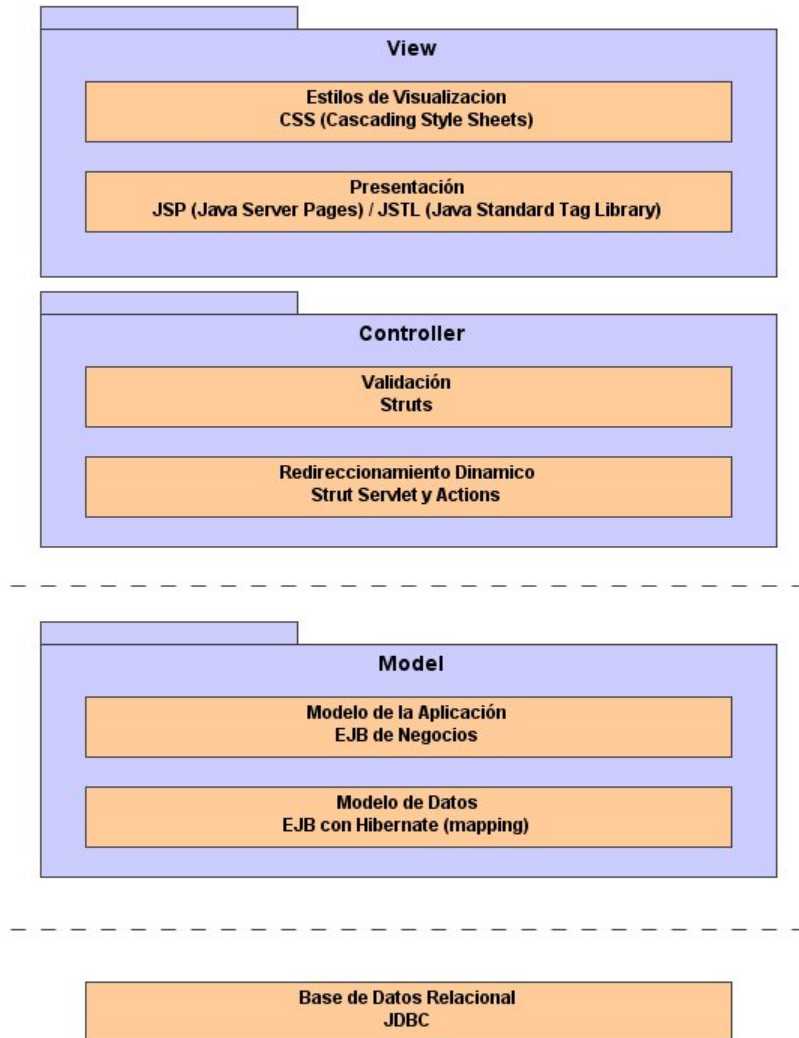 View
Estilos de Visualizacion
CSS (Cascading Style Sheets)
Presentación
JSP (Java Server Pages) / JSTL (Java Standard Tag Library)
Controller
Validación
Struts
Redireccionamiento Dinamico
Strut Servlet y Actions
Model
Modelo de la Aplicación
EJB de Negocios
Modelo de Datos
EJB con Hibernate (mapping)
Base de Datos Relacional
JDBC